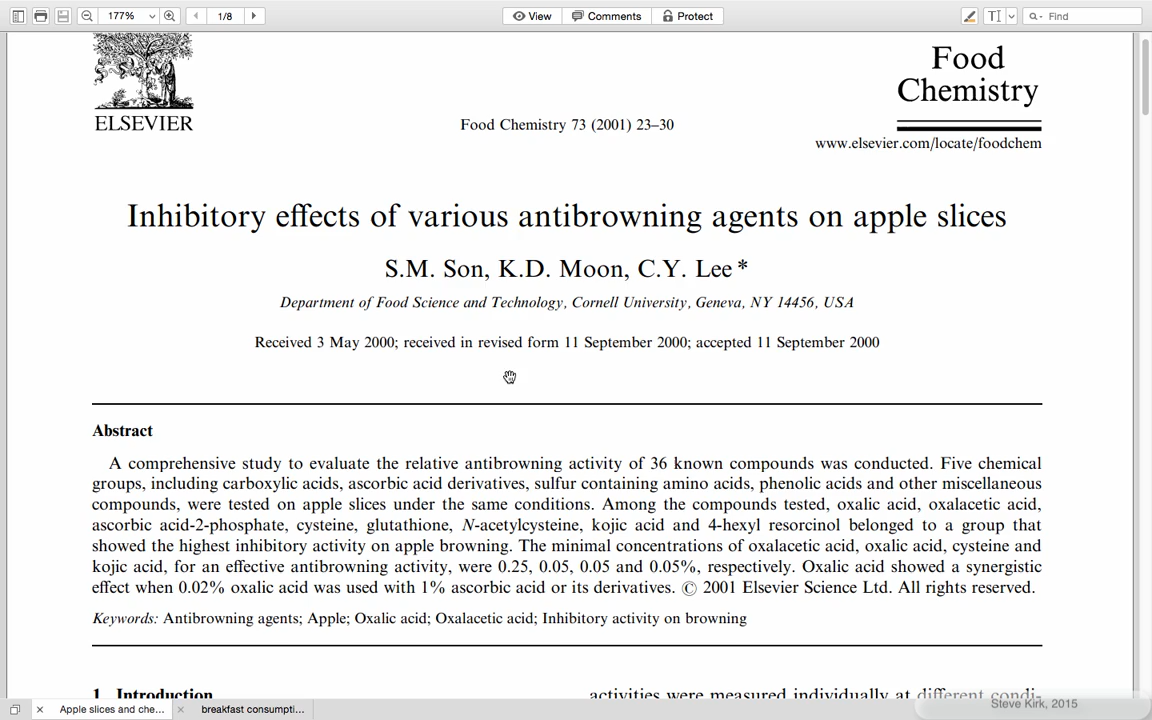 177%
1/8
View
Comments
Protect
Find
ELSEVIER
Food
Chemistry
Food Chemistry 73 (2001) 23–30
www.elsevier.com/locate/foodchem
Inhibitory effects of various antibrowning agents on apple slices
S.M. Son, K.D. Moon, C.Y. Lee *
Department of Food Science and Technology, Cornell University, Geneva, NY 14456, USA
Received 3 May 2000; received in revised form 11 September 2000; accepted 11 September 2000
Abstract
A comprehensive study to evaluate the relative antibrowning activity of 36 known compounds was conducted. Five chemical
groups, including carboxylic acids, ascorbic acid derivatives, sulfur containing amino acids, phenolic acids and other miscellaneous
compounds, were tested on apple slices under the same conditions. Among the compounds tested, oxalic acid, oxalacetic acid,
ascorbic acid-2-phosphate, cysteine, glutathione, N-acetylcysteine, kojic acid and 4-hexyl resorcinol belonged to a group that
showed the highest inhibitory activity on apple browning. The minimal concentrations of oxalacetic acid, oxalic acid, cysteine and
kojic acid, for an effective antibrowning activity, were 0.25, 0.05, 0.05 and 0.05%, respectively. Oxalic acid showed a synergistic
effect when 0.02% oxalic acid was used with 1% ascorbic acid or its derivatives. © 2001 Elsevier Science Ltd. All rights reserved.
Keywords: Antibrowning agents; Apple; Oxalic acid; Oxalacetic acid; Inhibitory activity on browning
1. Introduction
activities were measured individually at different condi-
Apple slices and che...
breakfast consumpti...
Steve Kirk, 2015